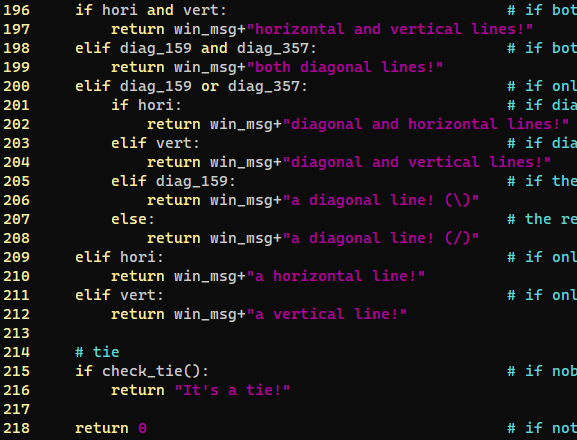 196     if hori and vert:                               # if bot
197         return win_msg+"horizontal and vertical lines!"
198     elif diag_159 and diag_357:                     # if bot
199         return win_msg+"both diagonal lines!"
200     elif diag_159 or diag_357:                      # if onl
201         if hori:                                    # if dia
202             return win_msg+"diagonal and horizontal lines!"
203         elif vert:                                  # if dia
204             return win_msg+"diagonal and vertical lines!"
205         elif diag_159:                              # if the
206             return win_msg+"a diagonal line! (\)"
207         else:                                       # the re
208             return win_msg+"a diagonal line! (/)"
209     elif hori:                                      # if onl
210         return win_msg+"a horizontal line!"
211     elif vert:                                      # if onl
212         return win_msg+"a vertical line!"
213
214     # tie
215     if check_tie():                                 # if nob
216         return "It's a tie!"
217
218     return 0                                        # if not